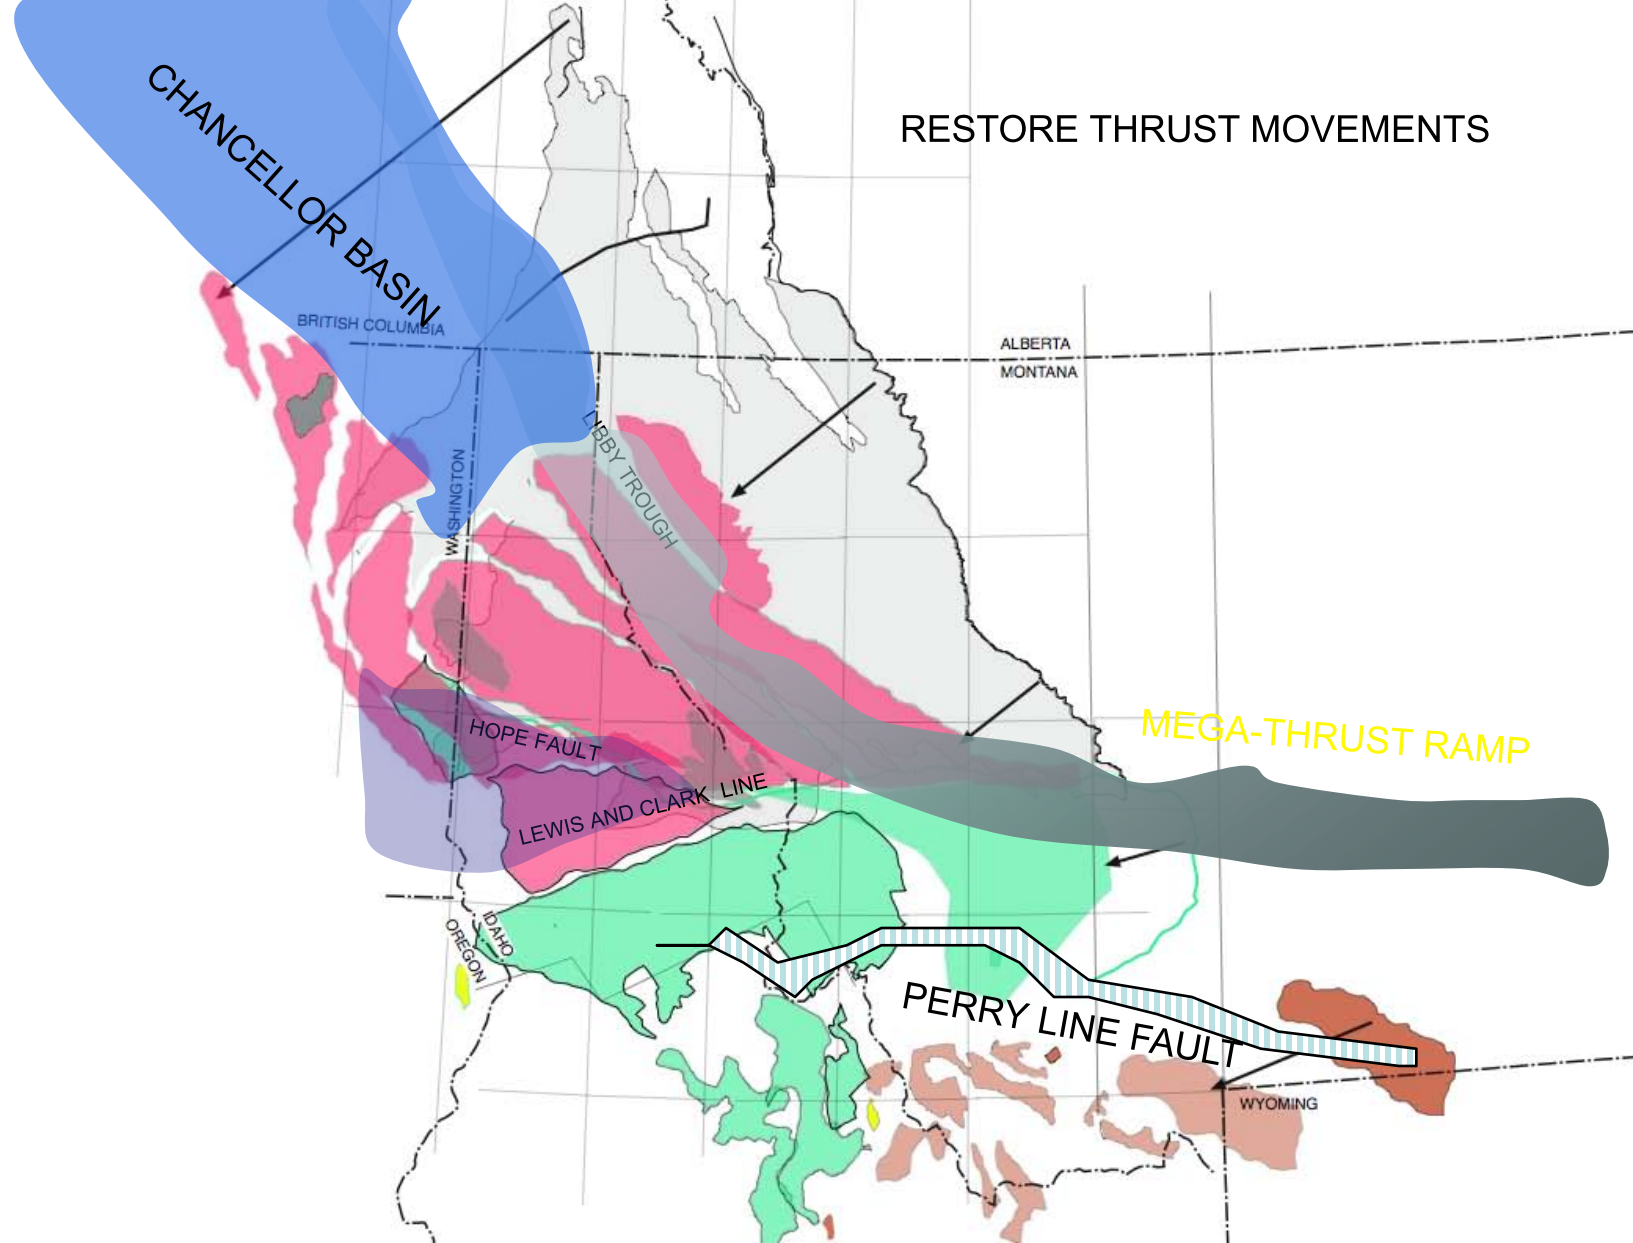 CHANCELLOR BASIN
RESTORE THRUST MOVEMENTS
BRITISH COLUMBIA
ALBERTA
MONTANA
LIBBY TROUGH
WASHINGTON
HOPE FAULT
MEGA-THRUST RAMP
LEWIS AND CLARK LINE
IDAHO
OREGON
PERRY LINE FAULT
WYOMING